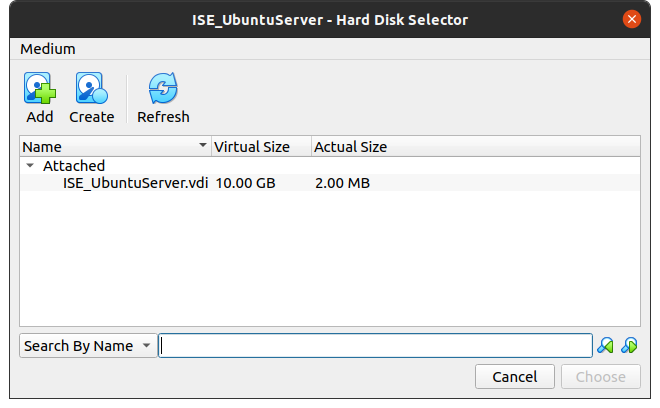 ISE_UbuntuServer - Hard Disk Selector
Medium
Add Create Refresh
Name Virtual Size Actual Size
Attached
ISE_UbuntuServer.vdi 10.00 GB 2.00 MB
Search By Name
Cancel Choose